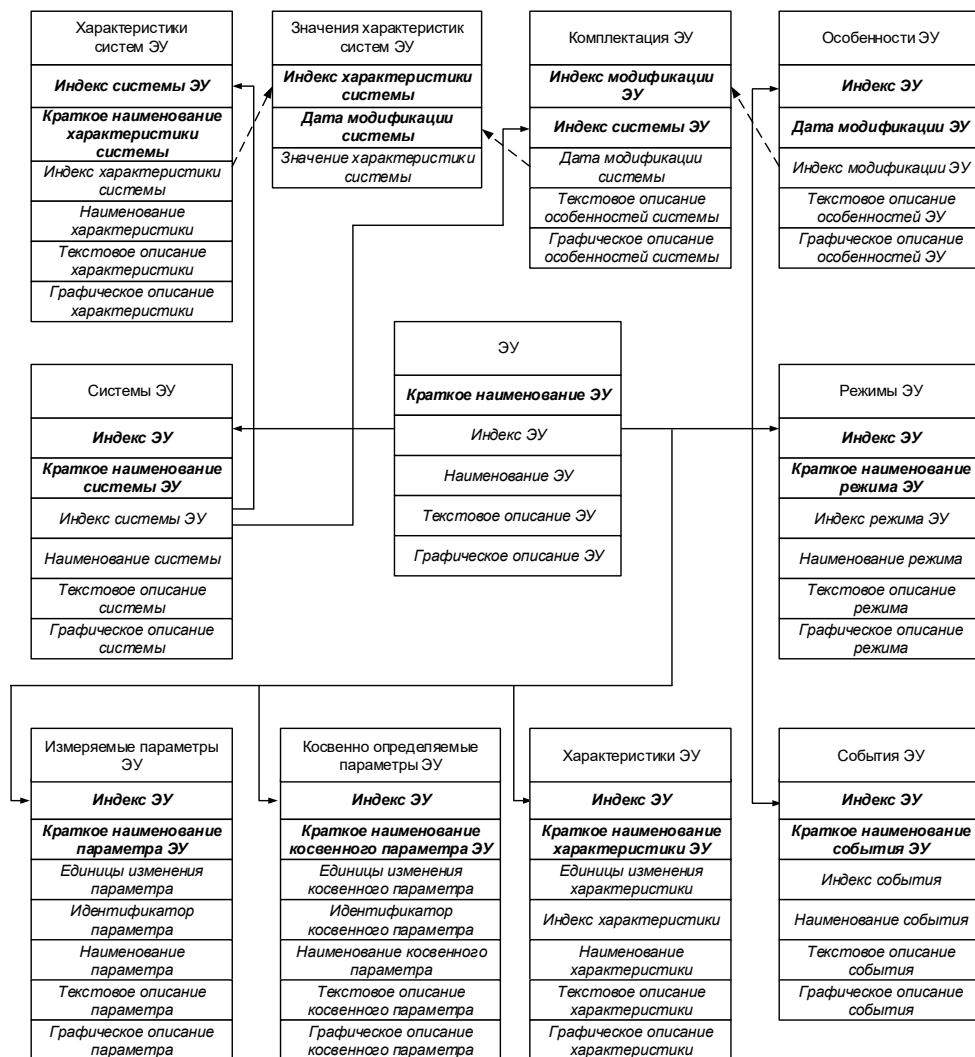 Характеристики
систем ЭУ
Индекс системы ЭУ
Краткое наименование
характеристики
системы
Индекс характеристики
системы
Наименование
характеристики
Текстовое описание
характеристики
Графическое описание
характеристики
Значения характеристик
систем ЭУ
Индекс характеристики
системы
Дата модификации
системы
Значение характеристики
системы
Комплектация ЭУ
Индекс модификации
ЭУ
Индекс системы ЭУ
Дата модификации
системы
Текстовое описание
особенностей системы
Графическое описание
особенностей системы
Особенности ЭУ
Индекс ЭУ
Дата модификации ЭУ
Индекс модификации ЭУ
Текстовое описание
особенностей ЭУ
Графическое описание
особенностей ЭУ
Системы ЭУ
Индекс ЭУ
Краткое наименование
системы ЭУ
Индекс системы ЭУ
Наименование системы
Текстовое описание
системы
Графическое описание
системы
ЭУ
Краткое наименование ЭУ
Индекс ЭУ
Наименование ЭУ
Текстовое описание ЭУ
Графическое описание ЭУ
Режимы ЭУ
Индекс ЭУ
Краткое наименование
режима ЭУ
Индекс режима ЭУ
Наименование режима
Текстовое описание
режима
Графическое описание
режима
Измеряемые параметры
ЭУ
Индекс ЭУ
Краткое наименование
параметра ЭУ
Единицы изменения
параметра
Идентификатор
параметра
Наименование
параметра
Текстовое описание
параметра
Графическое описание
параметра
Косвенно определяемые
параметры ЭУ
Индекс ЭУ
Краткое наименование
косвенного параметра ЭУ
Единицы изменения
косвенного параметра
Идентификатор
косвенного параметра
Наименование косвенного
параметра
Текстовое описание
косвенного параметра
Графическое описание
косвенного параметра
Характеристики ЭУ
Индекс ЭУ
Краткое наименование
характеристики ЭУ
Единицы изменения
характеристики
Индекс характеристики
Наименование
характеристики
Текстовое описание
характеристики
Графическое описание
характеристики
События ЭУ
Индекс ЭУ
Краткое наименование
события ЭУ
Индекс события
Наименование события
Текстовое описание
события
Графическое описание
события